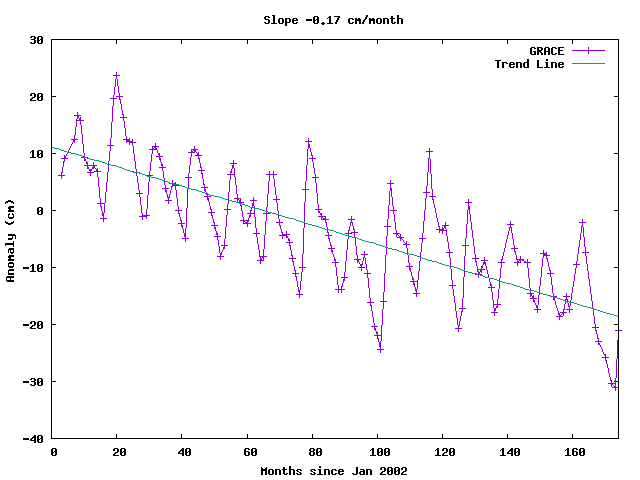 Slope -0.17 cm/month
GRACE
Trend Line
30
20
10
0
-10
-20
-30
-40
Anomaly (cm)
0 20 40 60 80 100 120 140 160
Months since Jan 2002